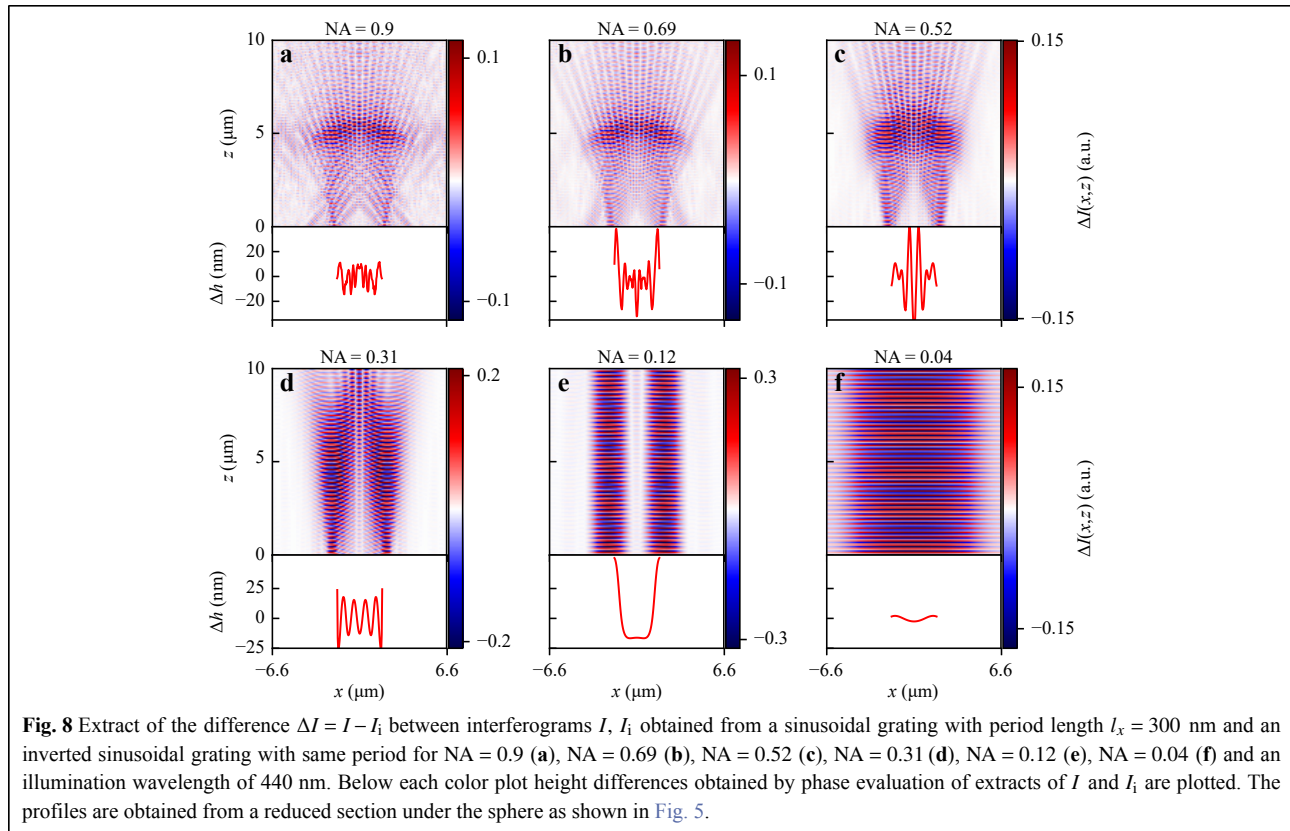 NA = 0.9
NA = 0.69
NA = 0.52
10
a
0.1
b
0.1
c
0.15
z (μm)
5
0
ΔI(x,z) (a.u.)
Δh (nm)
20
0
−20
−0.1
−0.1
−0.15
NA = 0.31
NA = 0.12
NA = 0.04
10
d
0.2
e
0.3
f
0.15
z (μm)
5
0
ΔI(x,z) (a.u.)
Δh (nm)
25
0
−25
−0.2
−0.3
−0.15
−6.6
6.6
−6.6
6.6
−6.6
6.6
x (μm)
x (μm)
x (μm)
Fig. 8 Extract of the difference ΔI = I − Iᵢ between interferograms I, Iᵢ obtained from a sinusoidal grating with period length lₓ = 300 nm and an
inverted sinusoidal grating with same period for NA = 0.9 (a), NA = 0.69 (b), NA = 0.52 (c), NA = 0.31 (d), NA = 0.12 (e), NA = 0.04 (f) and an
illumination wavelength of 440 nm. Below each color plot height differences obtained by phase evaluation of extracts of I and Iᵢ are plotted. The
profiles are obtained from a reduced section under the sphere as shown in Fig. 5.